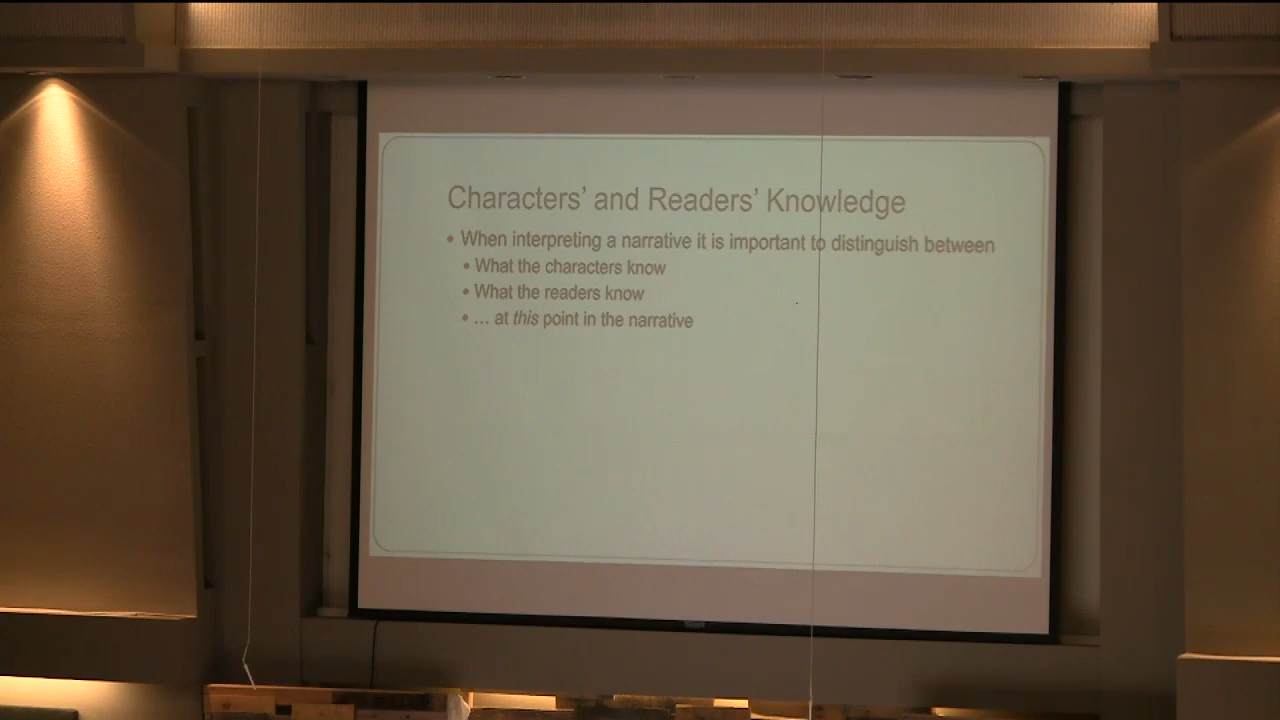 Characters’ and Readers’ Knowledge
• When interpreting a narrative it is important to distinguish between
• What the characters know
• What the readers know
• … at this point in the narrative